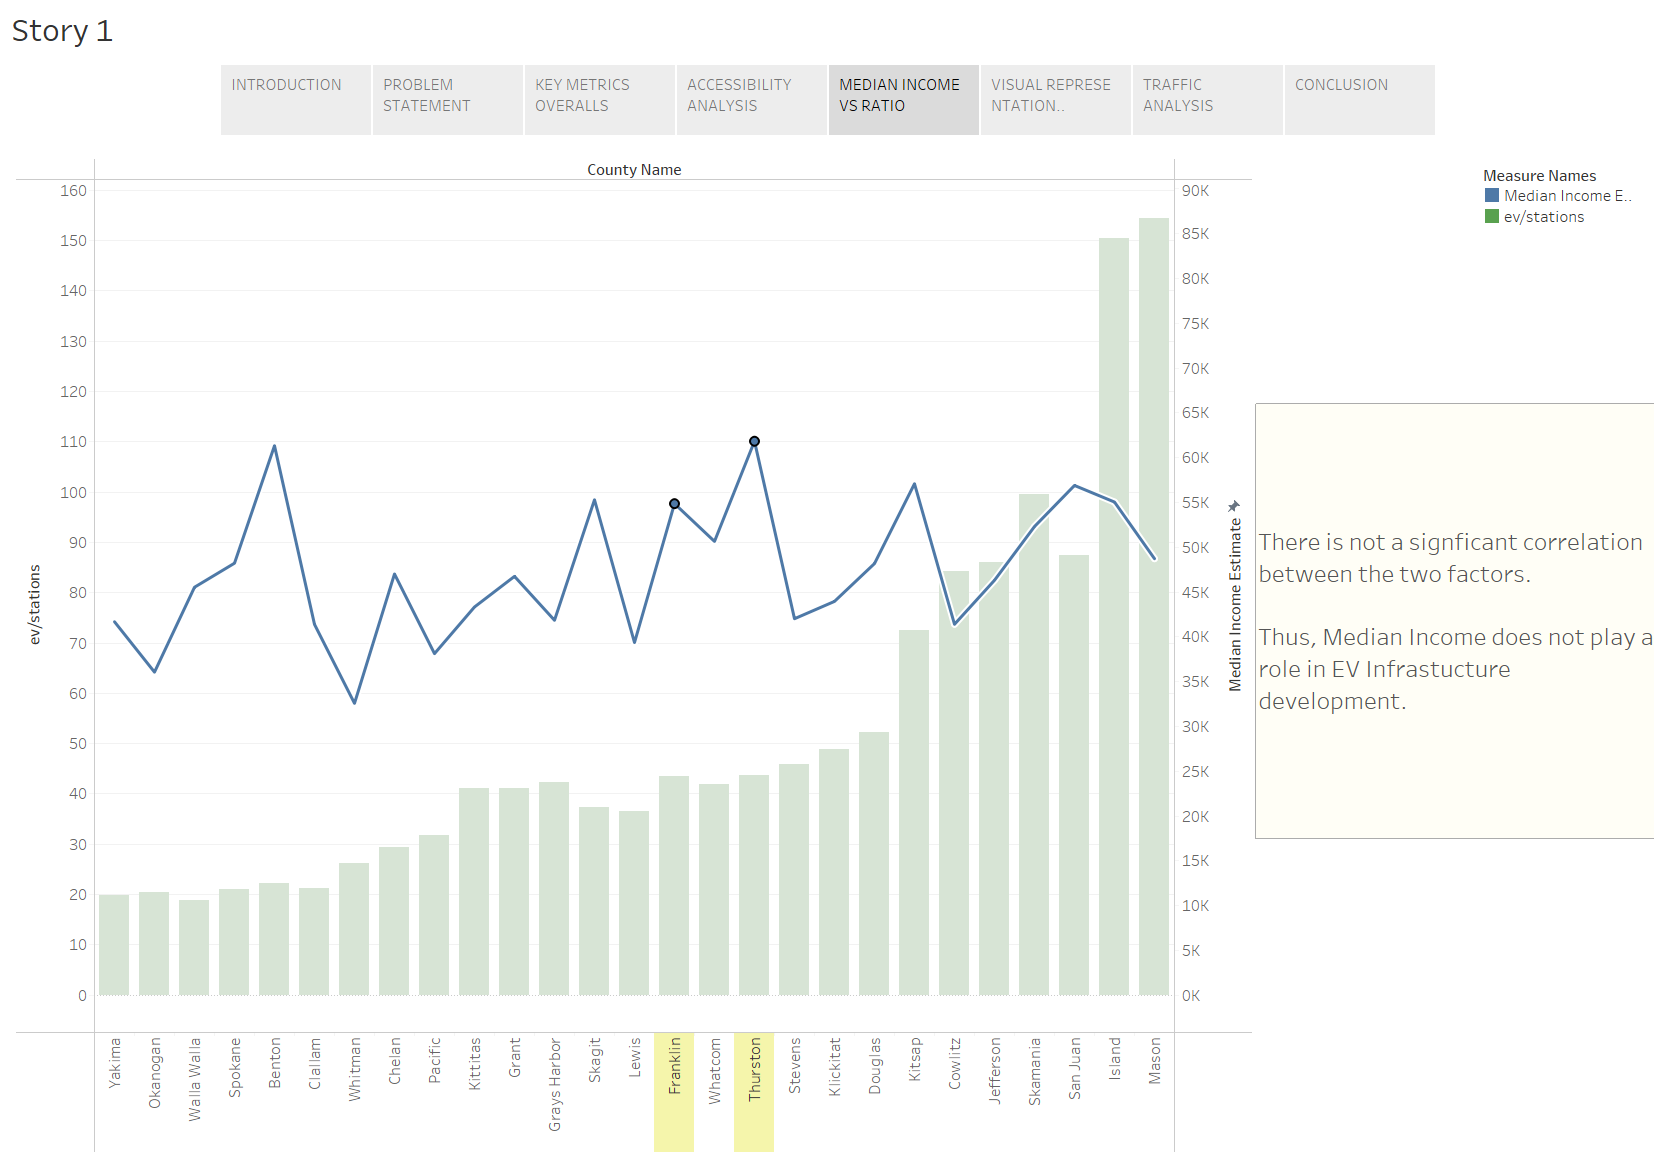 Story 1
INTRODUCTION
PROBLEM
STATEMENT
KEY METRICS
OVERALLS
ACCESSIBILITY
ANALYSIS
MEDIAN INCOME
VS RATIO
VISUAL REPRESE
NTATION..
TRAFFIC
ANALYSIS
CONCLUSION
County Name
Measure Names
Median Income E..
ev/stations
160
150
140
130
120
110
100
90
80
70
60
50
40
30
20
10
0
ev/stations
90K
85K
80K
75K
70K
65K
60K
55K
50K
45K
40K
35K
30K
25K
20K
15K
10K
5K
0K
Median Income Estimate
There is not a signficant correlation
between the two factors.
Thus, Median Income does not play a
role in EV Infrastucture
development.
Yakima
Okanogan
Walla Walla
Spokane
Benton
Clallam
Whitman
Chelan
Pacific
Kittitas
Grant
Grays Harbor
Skagit
Lewis
Franklin
Whatcom
Thurston
Stevens
Klickitat
Douglas
Kitsap
Cowlitz
Jefferson
Skamania
San Juan
Island
Mason